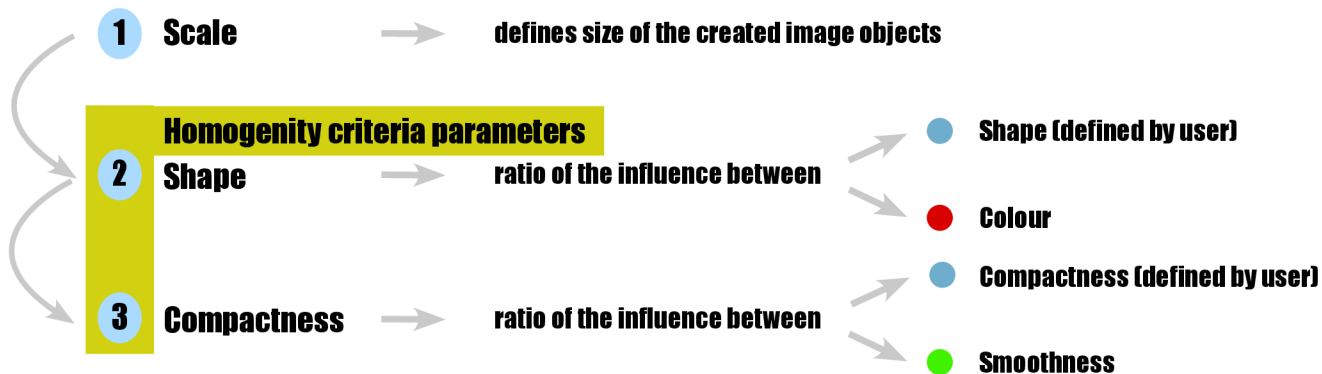 1 Scale defines size of the created image objects
Homogenity criteria parameters
Shape (defined by user)
2 Shape ratio of the influence between
Colour
Compactness (defined by user)
3 Compactness ratio of the influence between
Smoothness